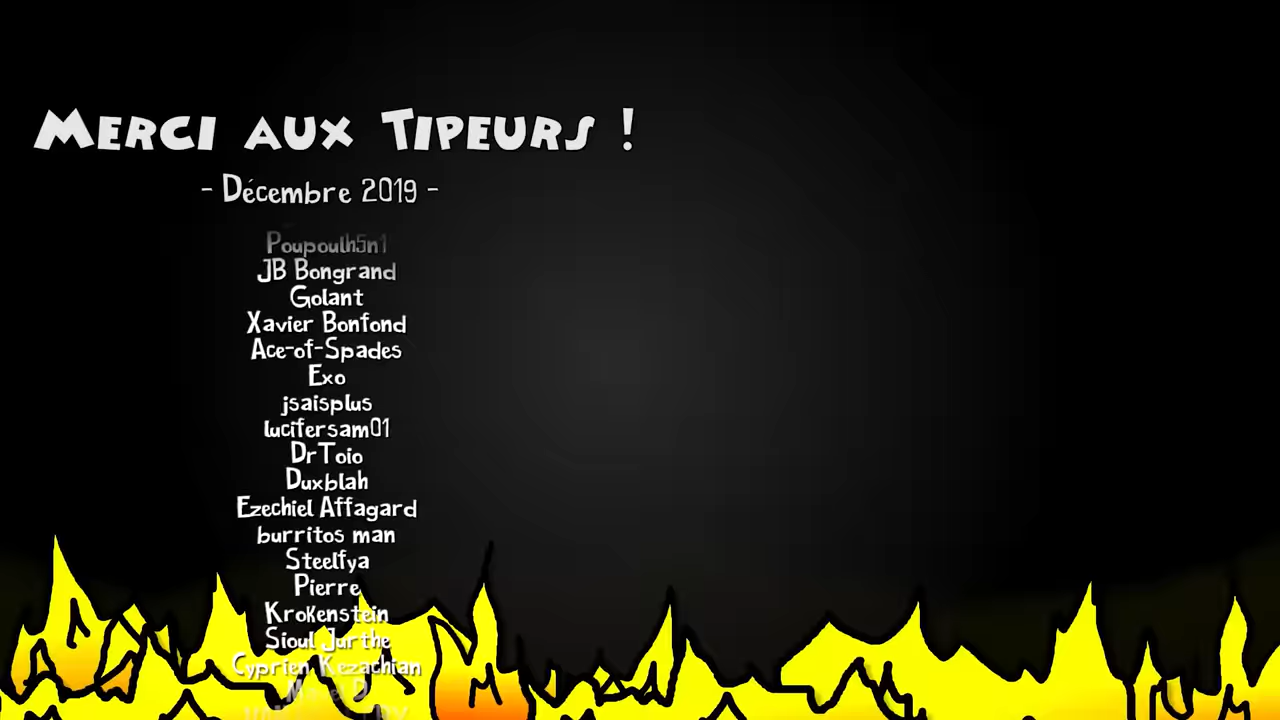 Merci aux Tipeurs !
- Décembre 2019 -
Poupoulh5n1
JB Bongrand
Golant
Xavier Bonfond
Ace-of-Spades
Exo
jsaisplus
lucifersam01
DrToio
Duxblah
Ezechiel Affagard
burritos man
Steelfya
Pierre
Krokenstein
Sioul Jurthe
Cyprien Kezachian